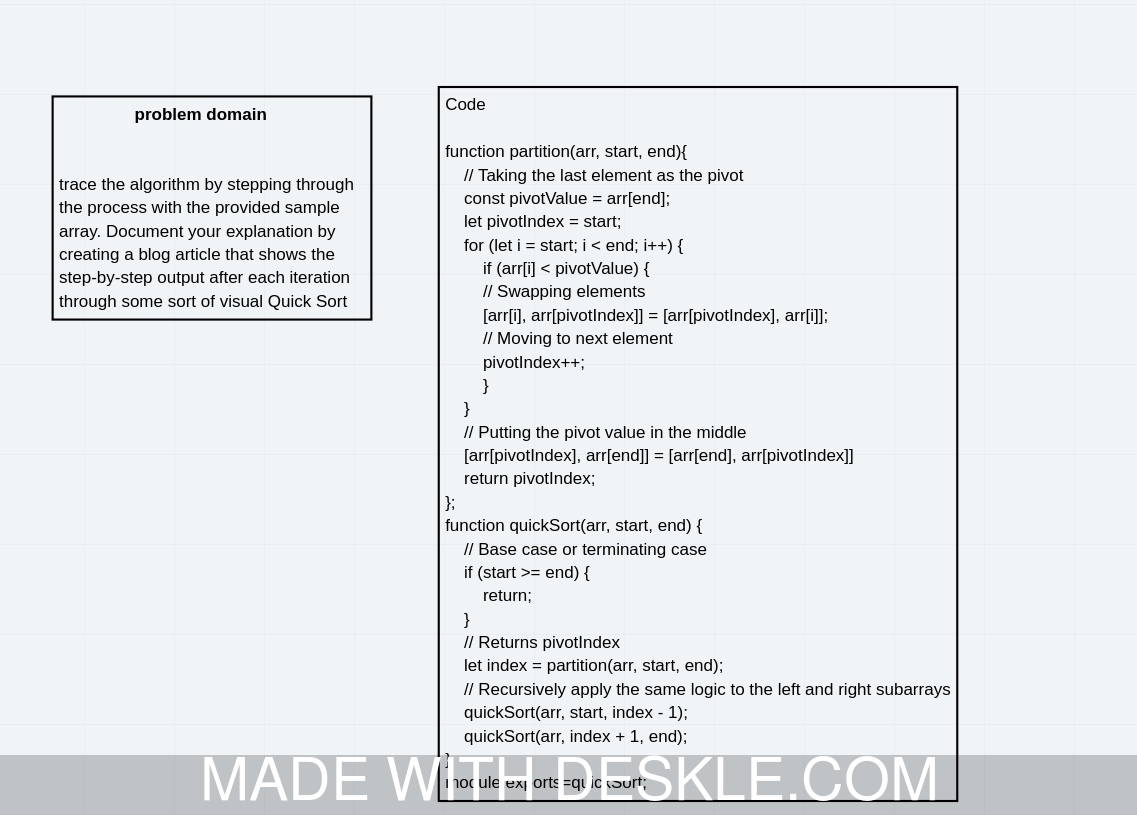 problem domain
trace the algorithm by stepping through
the process with the provided sample
array. Document your explanation by
creating a blog article that shows the
step-by-step output after each iteration
through some sort of visual Quick Sort
Code
function partition(arr, start, end){
// Taking the last element as the pivot
const pivotValue = arr[end];
let pivotIndex = start;
for (let i = start; i < end; i++) {
if (arr[i] < pivotValue) {
// Swapping elements
[arr[i], arr[pivotIndex]] = [arr[pivotIndex], arr[i]];
// Moving to next element
pivotIndex++;
}
}
// Putting the pivot value in the middle
[arr[pivotIndex], arr[end]] = [arr[end], arr[pivotIndex]]
return pivotIndex;
};
function quickSort(arr, start, end) {
// Base case or terminating case
if (start >= end) {
return;
}
// Returns pivotIndex
let index = partition(arr, start, end);
// Recursively apply the same logic to the left and right subarrays
quickSort(arr, start, index - 1);
quickSort(arr, index + 1, end);
}
module.exports=quickSort;
MADE WITH DESKLE.COM